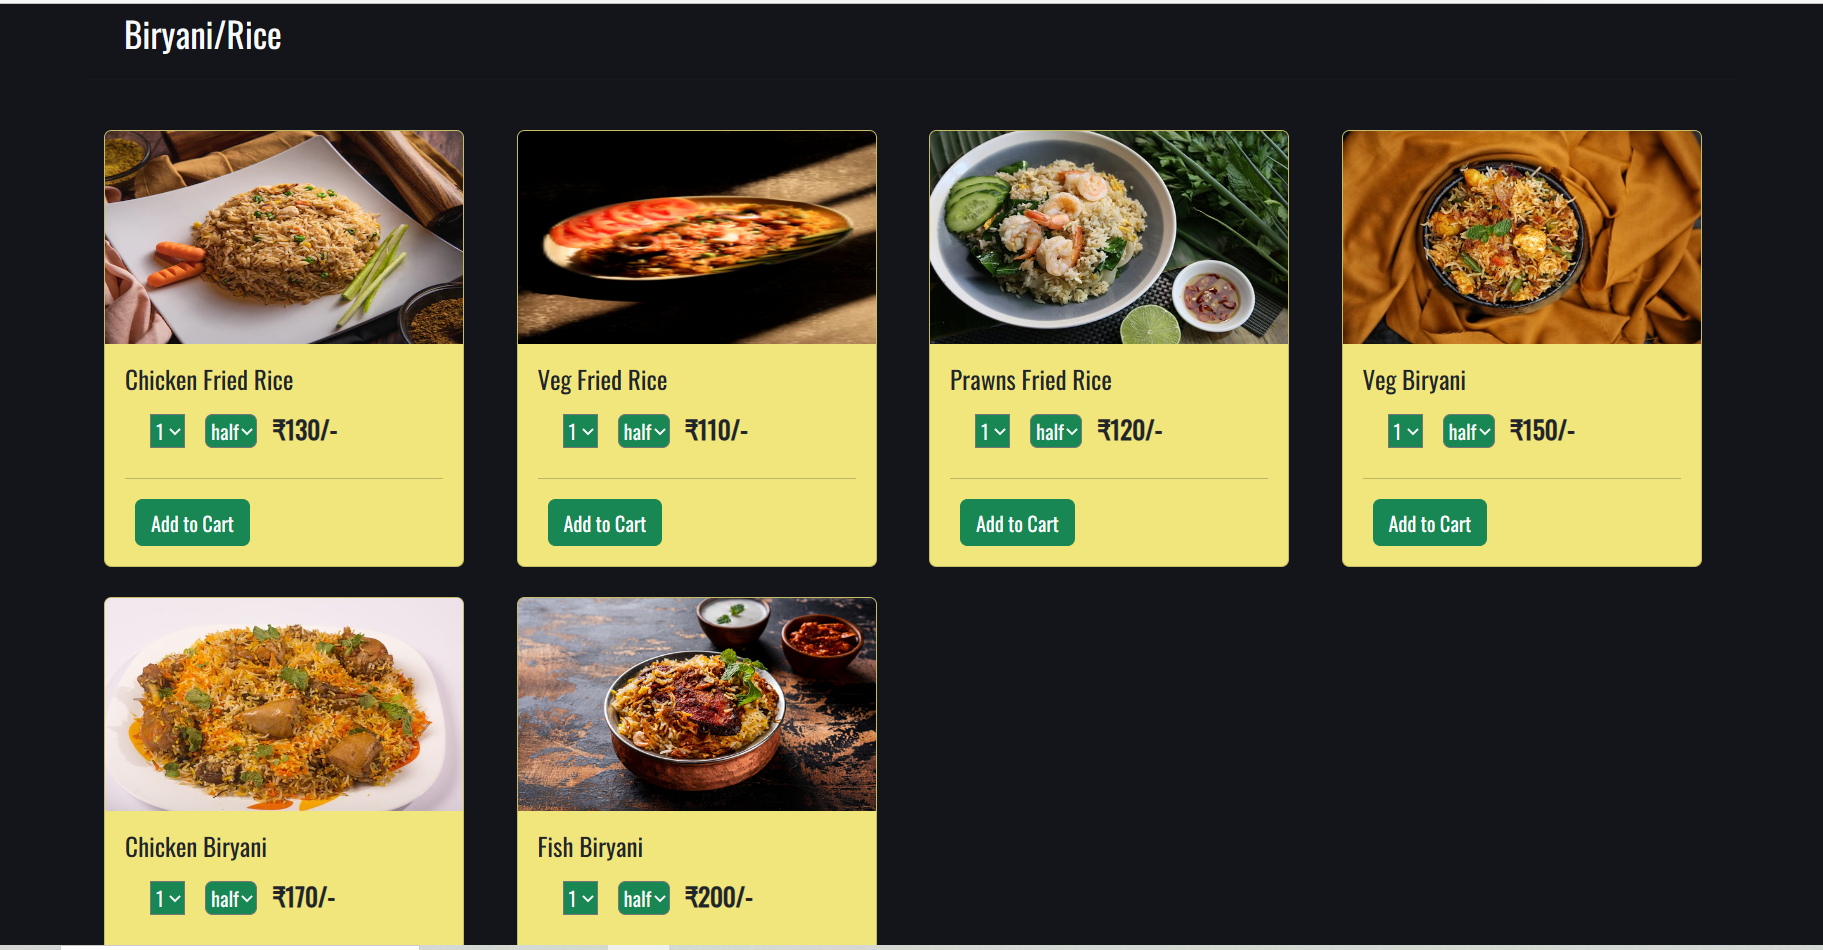 Biryani/Rice
Chicken Fried Rice
1 half ₹130/-
Add to Cart
Veg Fried Rice
1 half ₹110/-
Add to Cart
Prawns Fried Rice
1 half ₹120/-
Add to Cart
Veg Biryani
1 half ₹150/-
Add to Cart
Chicken Biryani
1 half ₹170/-
Fish Biryani
1 half ₹200/-